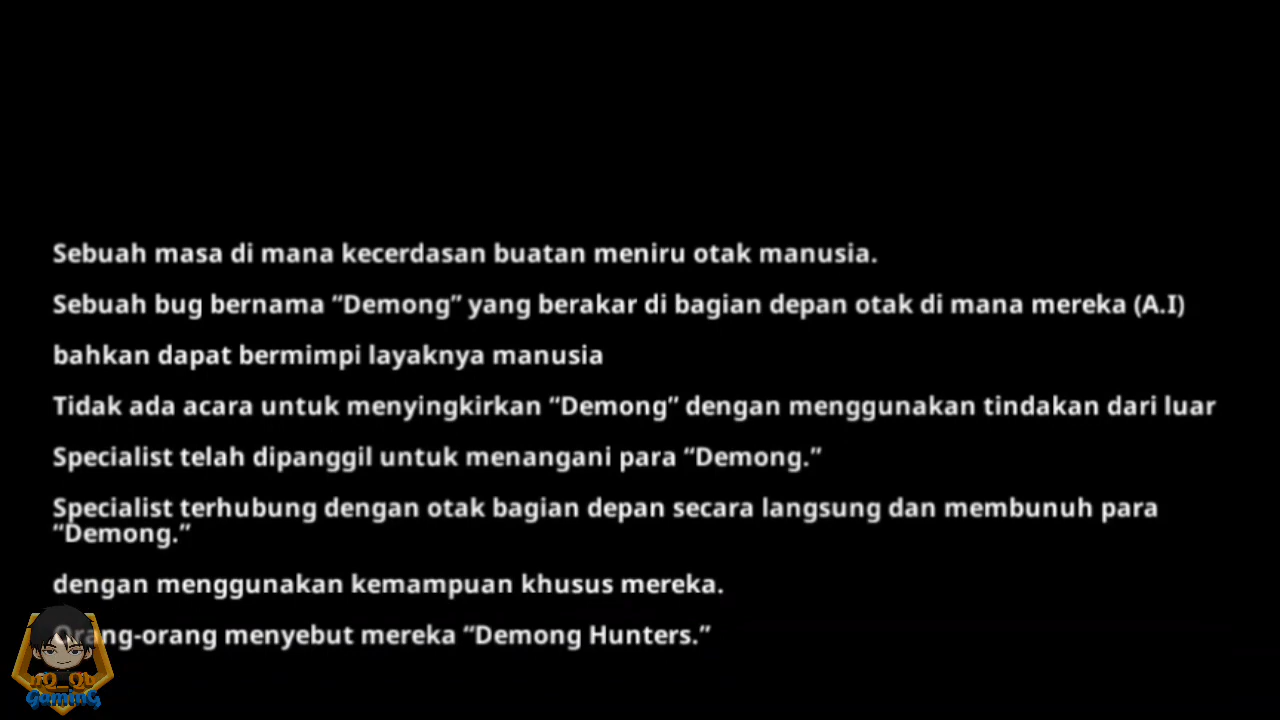 Sebuah masa di mana kecerdasan buatan meniru otak manusia.
Sebuah bug bernama “Demong” yang berakar di bagian depan otak di mana mereka (A.I)
bahkan dapat bermimpi layaknya manusia
Tidak ada acara untuk menyingkirkan “Demong” dengan menggunakan tindakan dari luar
Specialist telah dipanggil untuk menangani para “Demong.”
Specialist terhubung dengan otak bagian depan secara langsung dan membunuh para
“Demong.”
dengan menggunakan kemampuan khusus mereka.
Orang-orang menyebut mereka “Demong Hunters.”
GaminG